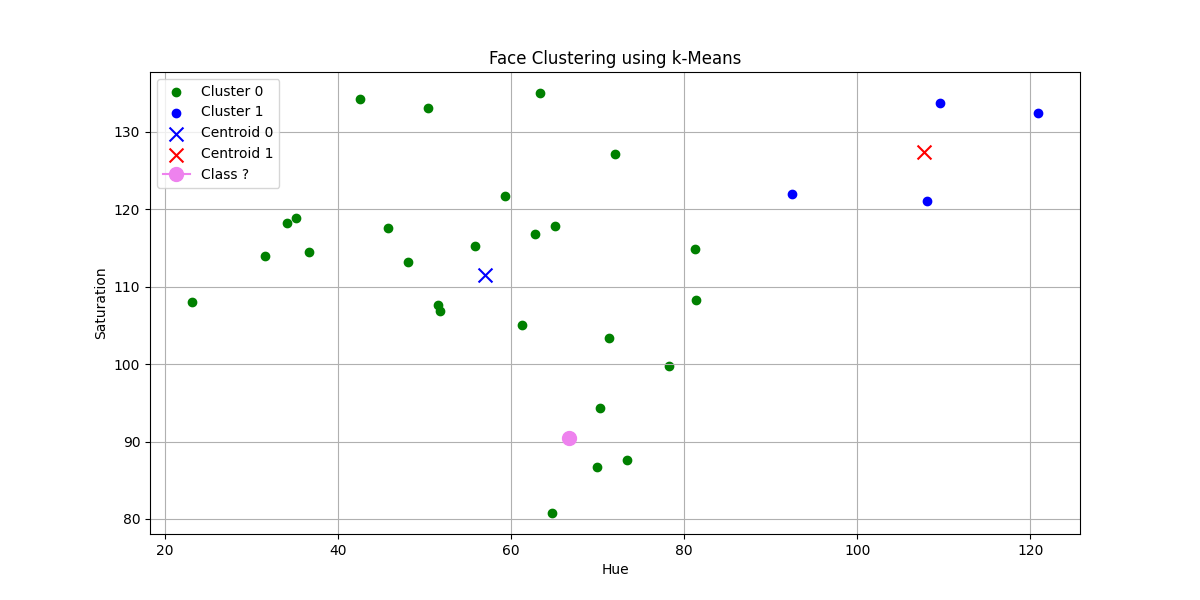 Face Clustering using k-Means
Cluster 0
Cluster 1
Centroid 0
Centroid 1
Class ?
Saturation
130
120
110
100
90
80
20 40 60 80 100 120
Hue